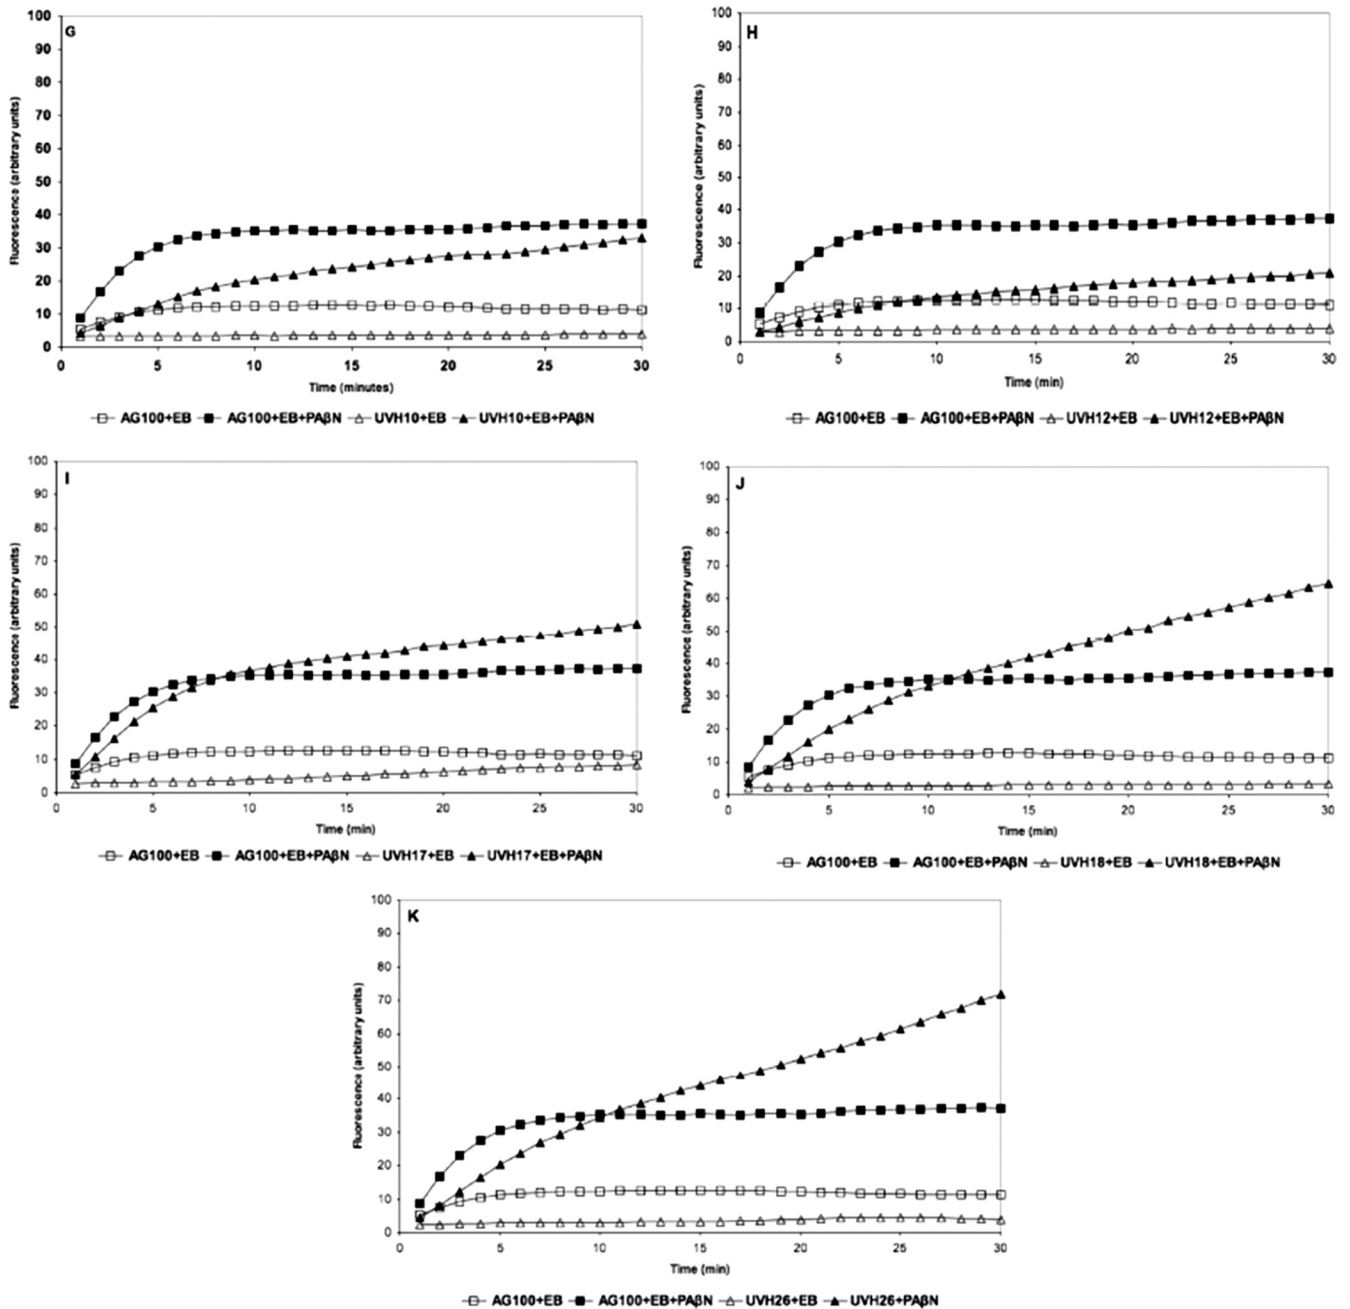 G
Fluorescence (arbitrary units)
100
90
80
70
60
50
40
30
20
10
0
0 5 10 15 20 25 30
Time (minutes)
AG100+EB AG100+EB+PAβN UVH10+EB UVH10+EB+PAβN
H
Fluorescence (arbitrary units)
100
90
80
70
60
50
40
30
20
10
0
0 5 10 15 20 25 30
Time (min)
AG100+EB AG100+EB+PAβN UVH12+EB UVH12+EB+PAβN
I
Fluorescence (arbitrary units)
100
90
80
70
60
50
40
30
20
10
0
0 5 10 15 20 25 30
Time (min)
AG100+EB AG100+EB+PAβN UVH17+EB UVH17+EB+PAβN
J
Fluorescence (arbitrary units)
100
90
80
70
60
50
40
30
20
10
0
0 5 10 15 20 25 30
Time (min)
AG100+EB AG100+EB+PAβN UVH18+EB UVH18+EB+PAβN
K
Fluorescence (arbitrary units)
100
90
80
70
60
50
40
30
20
10
0
0 5 10 15 20 25 30
Time (min)
AG100+EB AG100+EB+PAβN UVH26+EB UVH26+PAβN